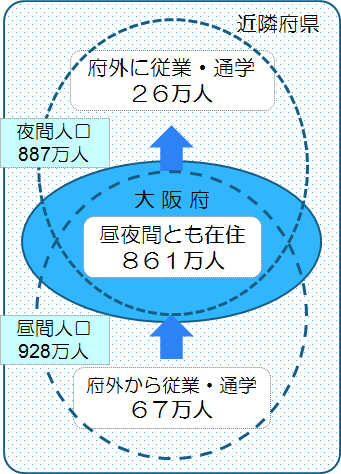 近隣府県
府外に従業・通学
２６万人
夜間人口
887万人
大阪府
昼夜間とも在住
８６１万人
昼間人口
928万人
府外から従業・通学
６７万人